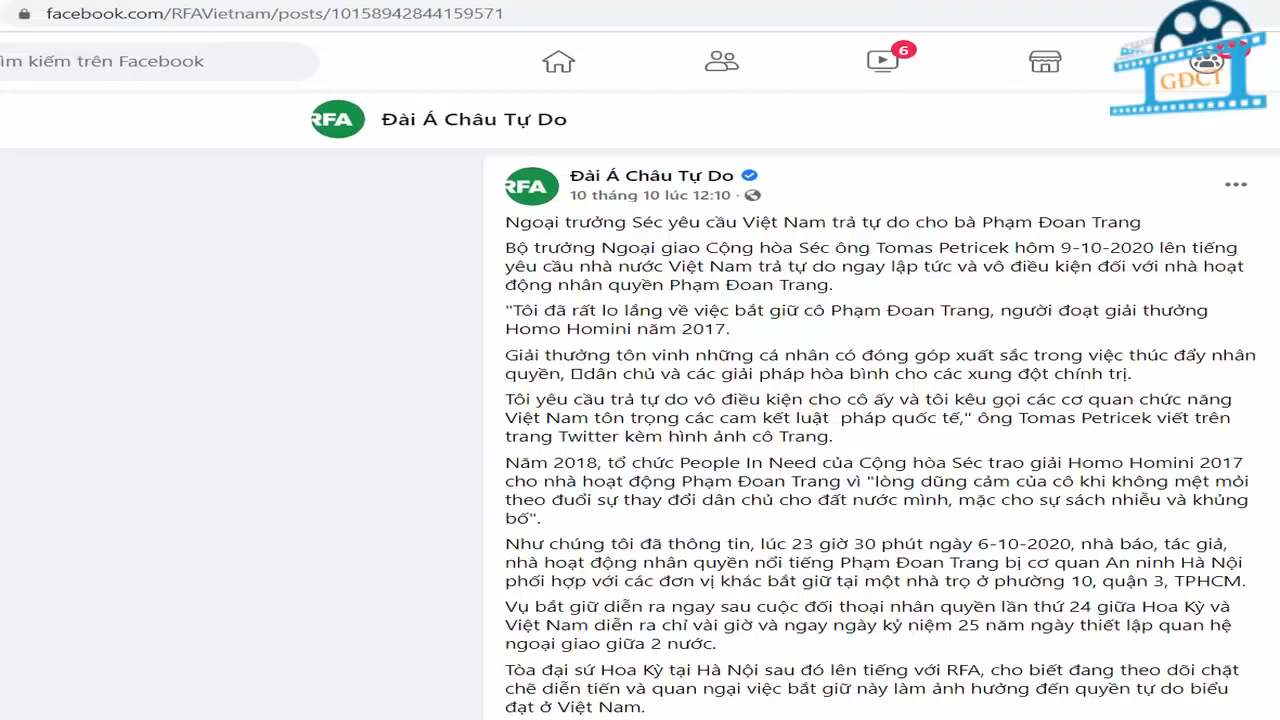 facebook.com/RFAVietnam/posts/10158942844159571
ìm kiếm trên Facebook
6
GĐCT
RFA Đài Á Châu Tự Do
RFA Đài Á Châu Tự Do
10 tháng 10 lúc 12:10 ·
Ngoại trưởng Séc yêu cầu Việt Nam trả tự do cho bà Phạm Đoan Trang
Bộ trưởng Ngoại giao Cộng hòa Séc ông Tomas Petricek hôm 9-10-2020 lên tiếng
yêu cầu nhà nước Việt Nam trả tự do ngay lập tức và vô điều kiện đối với nhà hoạt
động nhân quyền Phạm Đoan Trang.
"Tôi đã rất lo lắng về việc bắt giữ cô Phạm Đoan Trang, người đoạt giải thưởng
Homo Homini năm 2017.
Giải thưởng tôn vinh những cá nhân có đóng góp xuất sắc trong việc thúc đẩy nhân
quyền, dân chủ và các giải pháp hòa bình cho các xung đột chính trị.
Tôi yêu cầu trả tự do vô điều kiện cho cô ấy và tôi kêu gọi các cơ quan chức năng
Việt Nam tôn trọng các cam kết luật pháp quốc tế," ông Tomas Petricek viết trên
trang Twitter kèm hình ảnh cô Trang.
Năm 2018, tổ chức People In Need của Cộng hòa Séc trao giải Homo Homini 2017
cho nhà hoạt động Phạm Đoan Trang vì "lòng dũng cảm của cô khi không mệt mỏi
theo đuổi sự thay đổi dân chủ cho đất nước mình, mặc cho sự sách nhiễu và khủng
bố".
Như chúng tôi đã thông tin, lúc 23 giờ 30 phút ngày 6-10-2020, nhà báo, tác giả,
nhà hoạt động nhân quyền nổi tiếng Phạm Đoan Trang bị cơ quan An ninh Hà Nội
phối hợp với các đơn vị khác bắt giữ tại một nhà trọ ở phường 10, quận 3, TPHCM.
Vụ bắt giữ diễn ra ngay sau cuộc đối thoại nhân quyền lần thứ 24 giữa Hoa Kỳ và
Việt Nam diễn ra chỉ vài giờ và ngay ngày kỷ niệm 25 năm ngày thiết lập quan hệ
ngoại giao giữa 2 nước.
Tòa đại sứ Hoa Kỳ tại Hà Nội sau đó lên tiếng với RFA, cho biết đang theo dõi chặt
chẽ diễn tiến và quan ngại việc bắt giữ này làm ảnh hưởng đến quyền tự do biểu
đạt ở Việt Nam.